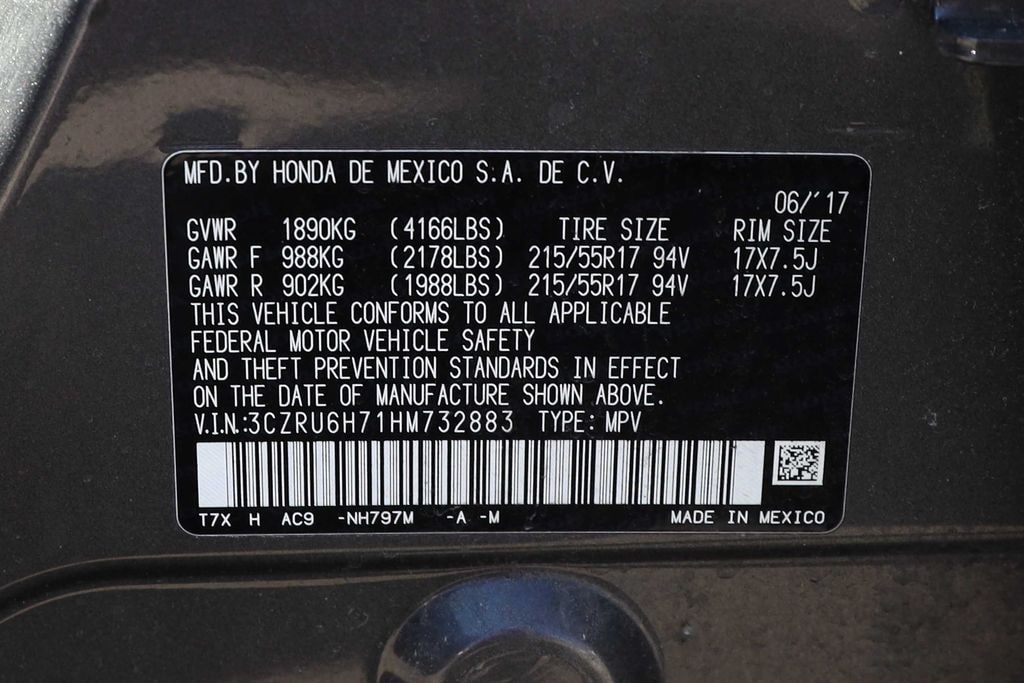 MFD.BY HONDA DE MEXICO S.A. DE C.V.
06/'17
GVWR 1890KG (4166LBS) TIRE SIZE RIM SIZE
GAWR F 988KG (2178LBS) 215/55R17 94V 17X7.5J
GAWR R 902KG (1988LBS) 215/55R17 94V 17X7.5J
THIS VEHICLE CONFORMS TO ALL APPLICABLE
FEDERAL MOTOR VEHICLE SAFETY
AND THEFT PREVENTION STANDARDS IN EFFECT
ON THE DATE OF MANUFACTURE SHOWN ABOVE.
V.I.N.:3CZRU6H71HM732883 TYPE: MPV
T7X H AC9 -NH797M -A -M MADE IN MEXICO